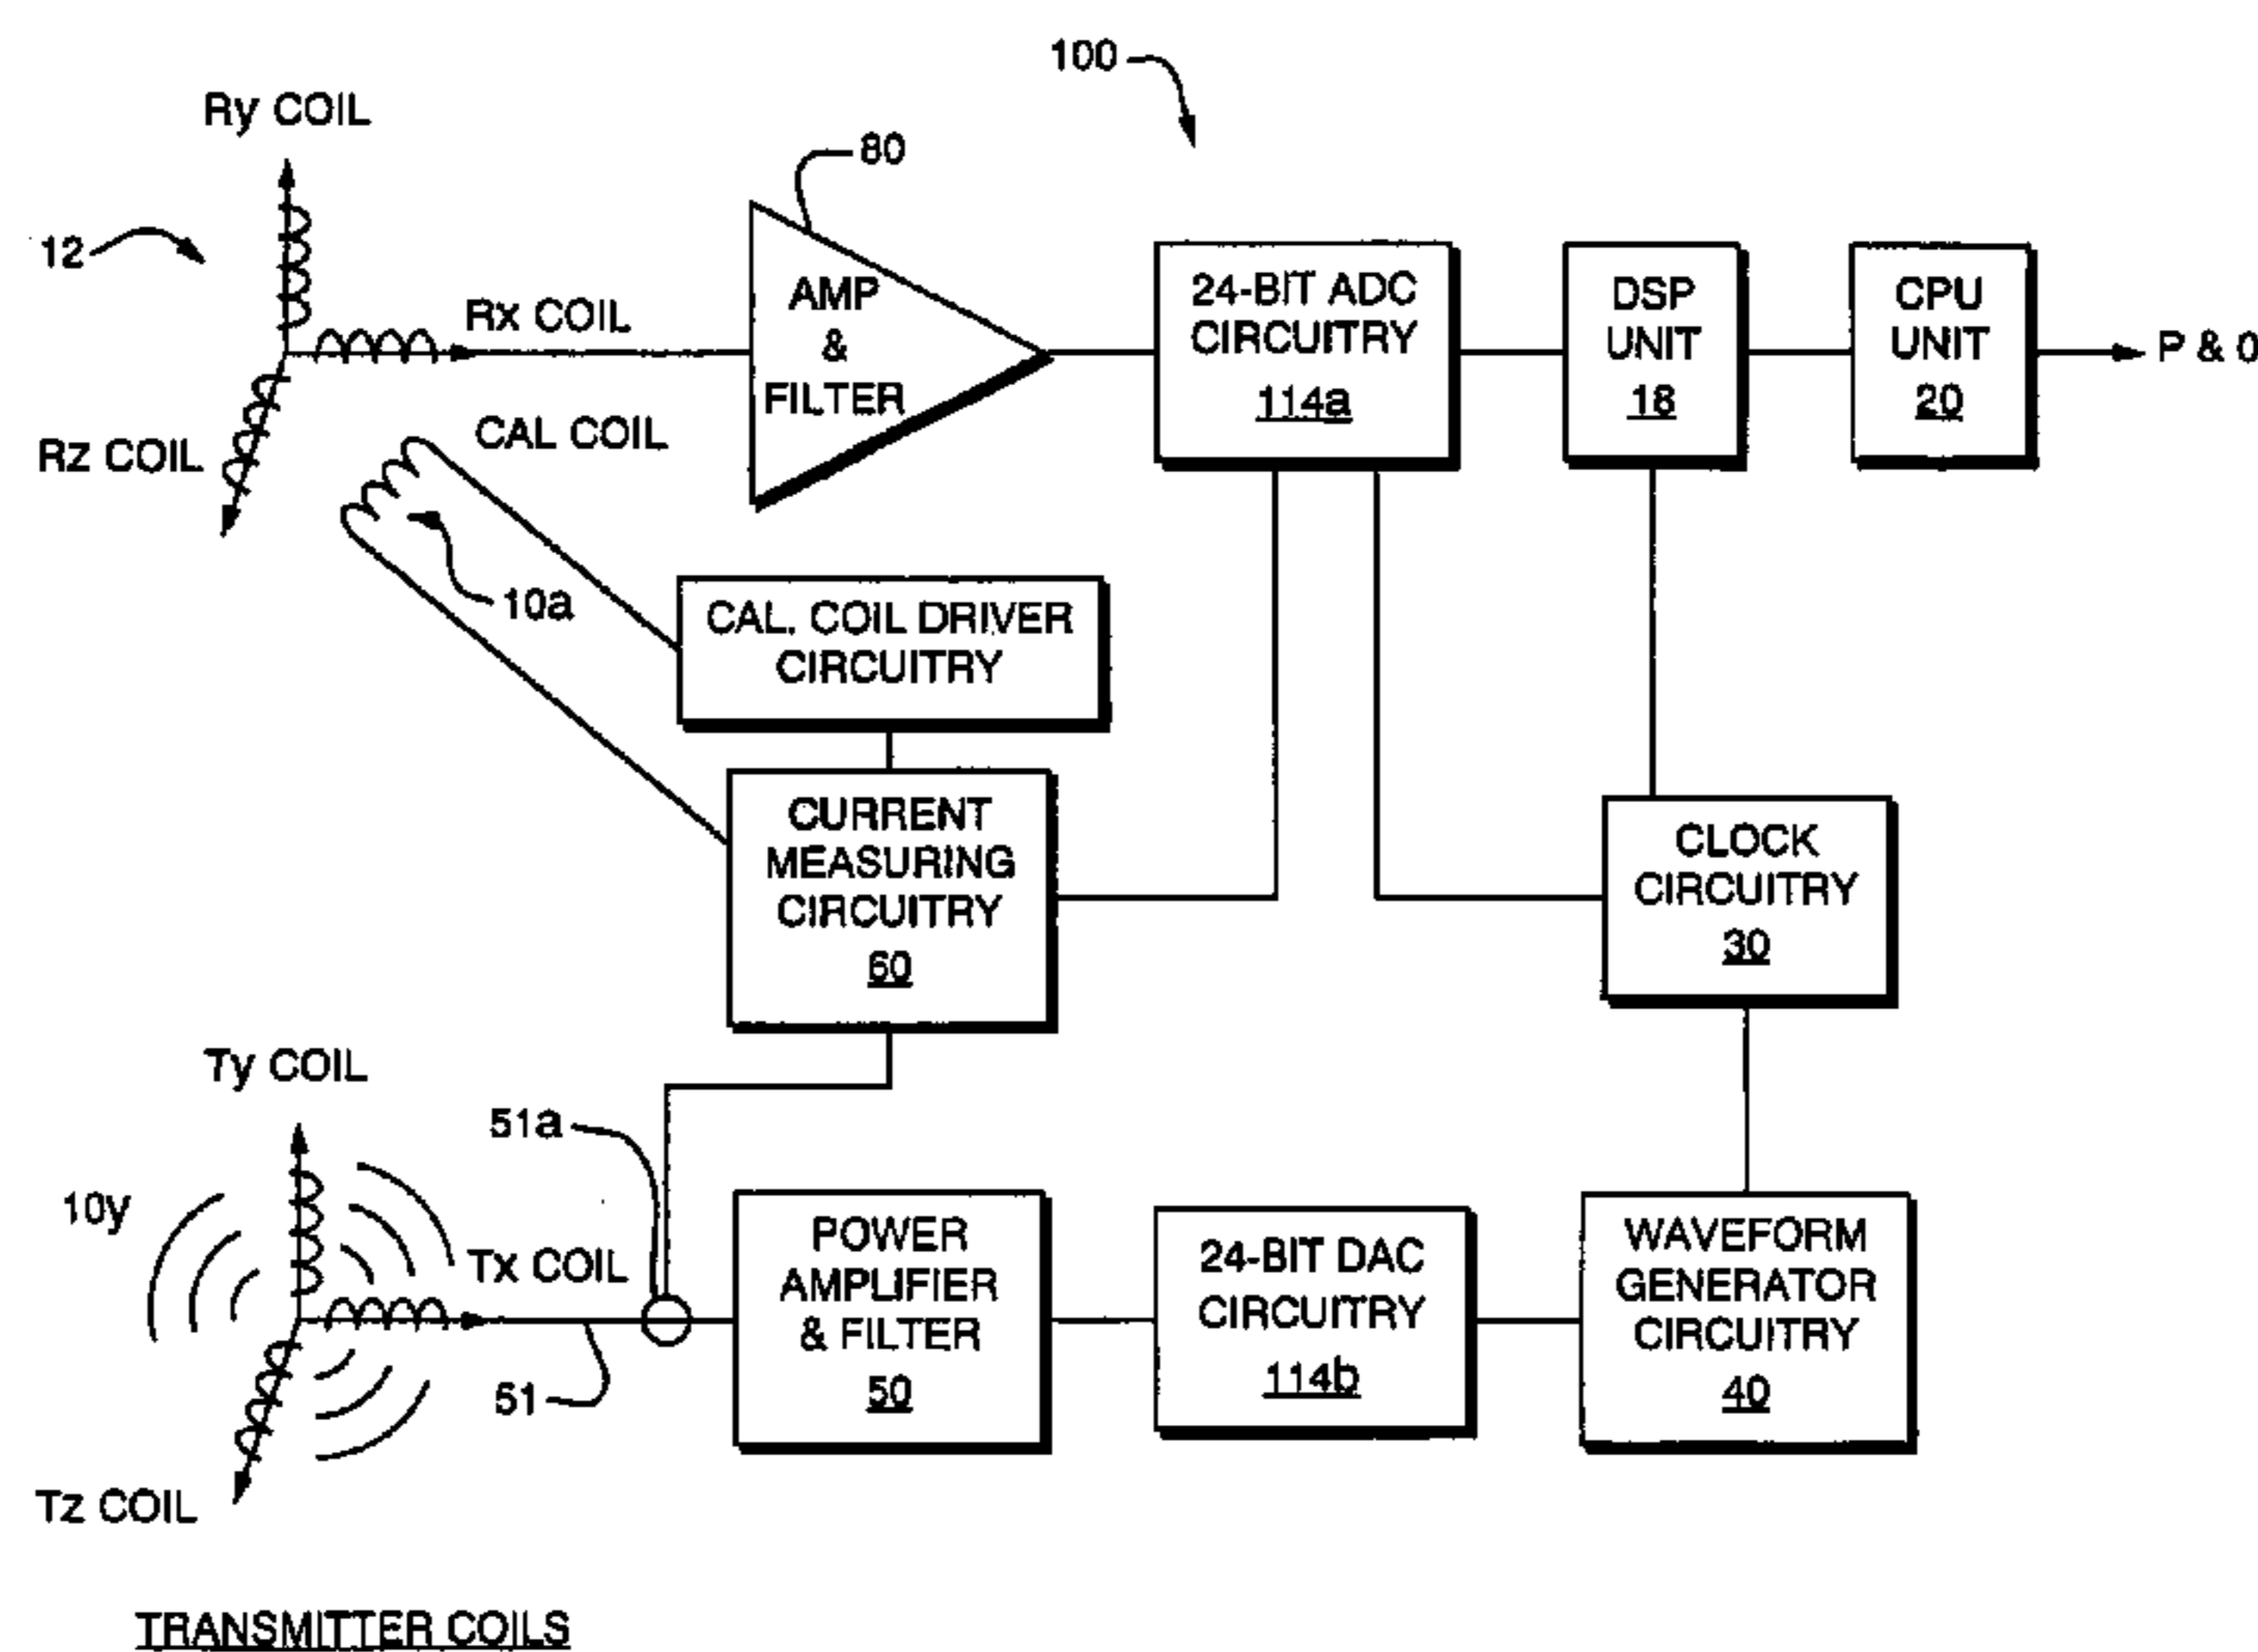 100
Ry COIL
80
12
Rx COIL
AMP
&
FILTER
24-BIT ADC
CIRCUITRY
114a
DSP
UNIT
18
CPU
UNIT
20
P & O
Rz COIL
CAL COIL
10a
CAL. COIL DRIVER
CIRCUITRY
CURRENT
MEASURING
CIRCUITRY
60
CLOCK
CIRCUITRY
30
Ty COIL
51a
10y
Tx COIL
POWER
AMPLIFIER
& FILTER
50
24-BIT DAC
CIRCUITRY
114b
WAVEFORM
GENERATOR
CIRCUITRY
40
51
Tz COIL
TRANSMITTER COILS